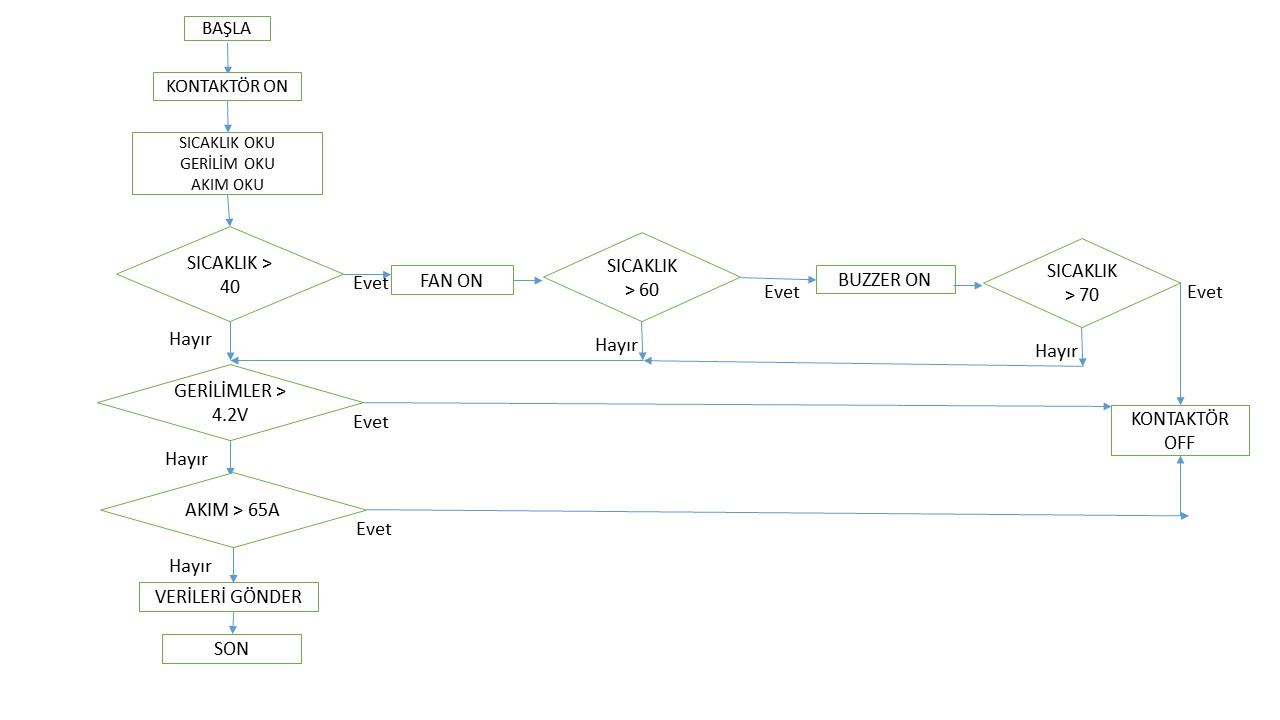 BAŞLA
KONTAKTÖR ON
SICAKLIK OKU
GERİLİM OKU
AKIM OKU
SICAKLIK >
40
Evet
FAN ON
SICAKLIK
> 60
Evet
BUZZER ON
SICAKLIK
> 70
Evet
Hayır
Hayır
Hayır
GERİLİMLER >
4.2V
Evet
KONTAKTÖR
OFF
Hayır
AKIM > 65A
Evet
Hayır
VERİLERİ GÖNDER
SON